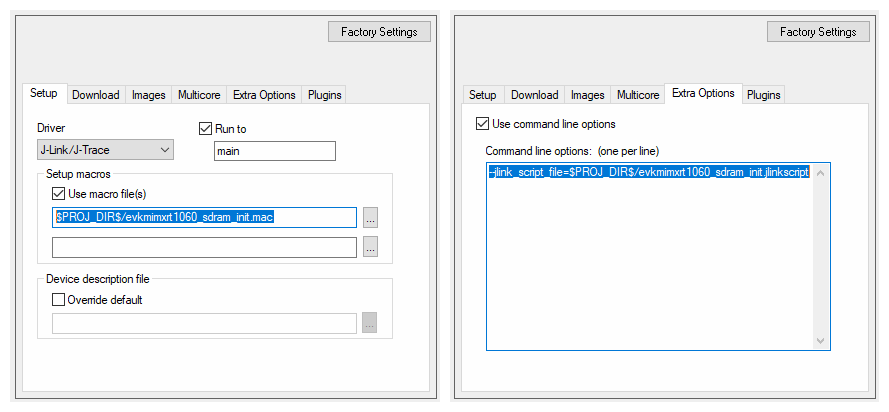 Factory Settings
Setup Download Images Multicore Extra Options Plugins
Driver
J-Link/J-Trace
Run to
main
Setup macros
Use macro file(s)
$PROJ_DIR$/evkmimxrt1060_sdram_init.mac
...
...
Device description file
Override default
...
Factory Settings
Setup Download Images Multicore Extra Options Plugins
Use command line options
Command line options: (one per line)
--jlink_script_file=$PROJ_DIR$/evkmimxrt1060_sdram_init.jlinkscript